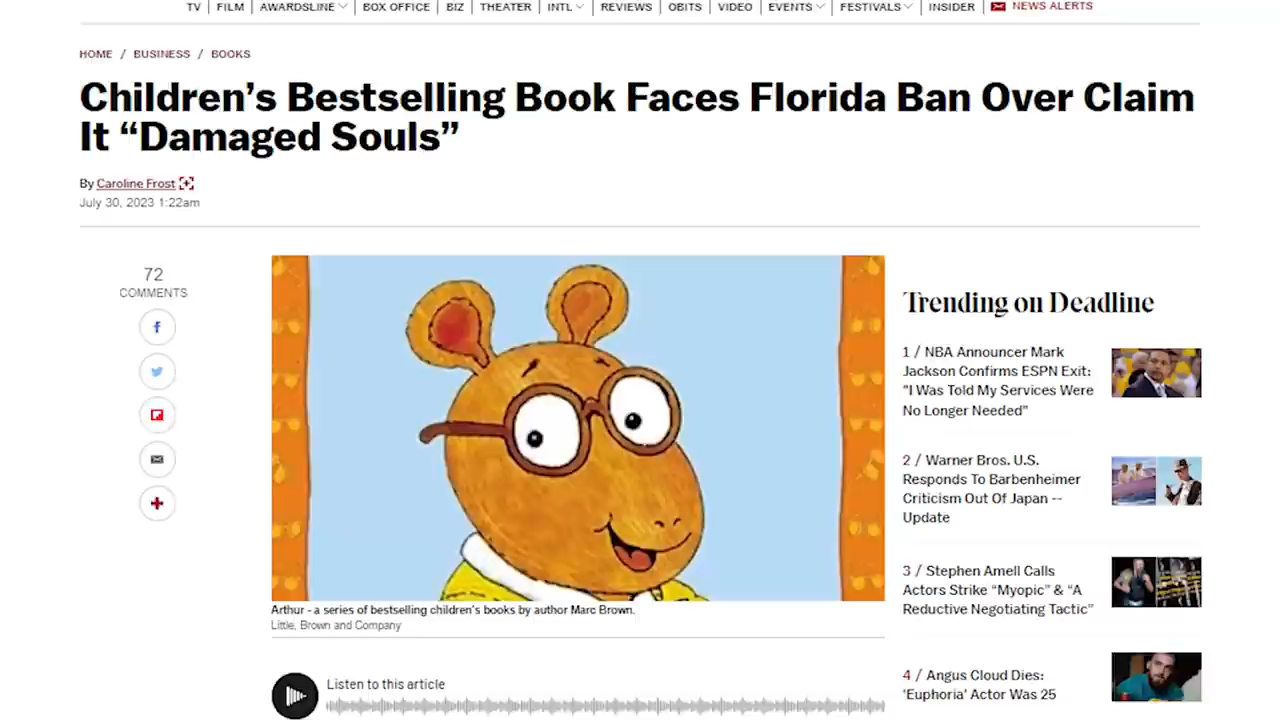 TV FILM AWARDSLINE BOX OFFICE BIZ THEATER INTL REVIEWS OBITS VIDEO EVENTS FESTIVALS INSIDER NEWS ALERTS
HOME / BUSINESS / BOOKS
Children’s Bestselling Book Faces Florida Ban Over Claim
It “Damaged Souls”
By Caroline Frost
July 30, 2023 1:22am
72
COMMENTS
Arthur - a series of bestselling children's books by author Marc Brown.
Little, Brown and Company
Listen to this article
Trending on Deadline
1 / NBA Announcer Mark
Jackson Confirms ESPN Exit:
"I Was Told My Services Were
No Longer Needed”
2 / Warner Bros. U.S.
Responds To Barbenheimer
Criticism Out Of Japan --
Update
3 / Stephen Amell Calls
Actors Strike “Myopic” & “A
Reductive Negotiating Tactic”
4 / Angus Cloud Dies:
‘Euphoria’ Actor Was 25